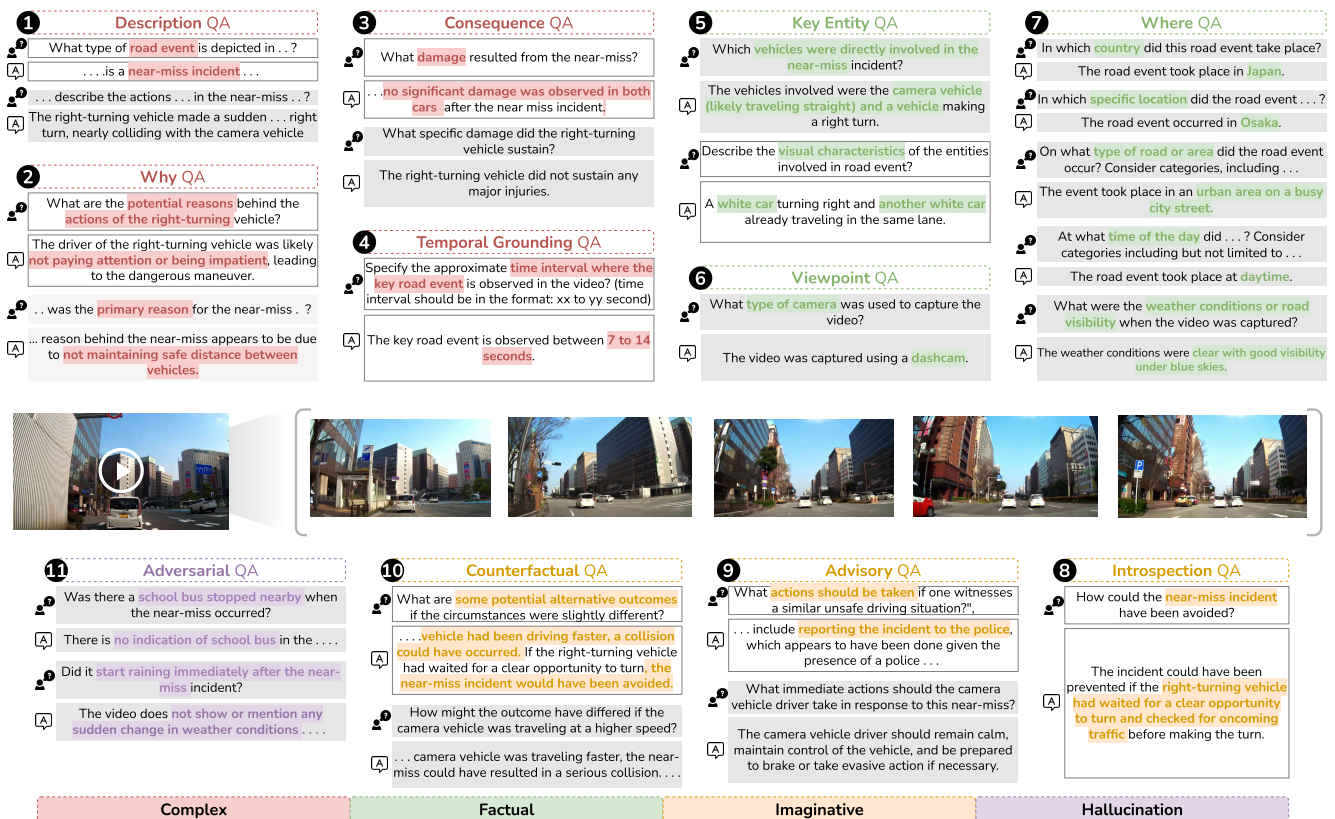 1
Description QA
What type of road event is depicted in . . ?
. . . .is a near-miss incident . . .
. . . describe the actions . . . in the near-miss . . ?
The right-turning vehicle made a sudden . . . right
turn, nearly colliding with the camera vehicle
2
Why QA
What are the potential reasons behind the
actions of the right-turning vehicle?
The driver of the right-turning vehicle was likely
not paying attention or being impatient, leading
to the dangerous maneuver.
. . was the primary reason for the near-miss . ?
... reason behind the near-miss appears to be due
to not maintaining safe distance between
vehicles.
3
Consequence QA
What damage resulted from the near-miss?
. . .no significant damage was observed in both
cars after the near miss incident.
What specific damage did the right-turning
vehicle sustain?
The right-turning vehicle did not sustain any
major injuries.
4
Temporal Grounding QA
Specify the approximate time interval where the
key road event is observed in the video? (time
interval should be in the format: xx to yy second)
The key road event is observed between 7 to 14
seconds.
5
Key Entity QA
Which vehicles were directly involved in the
near-miss incident?
The vehicles involved were the camera vehicle
(likely traveling straight) and a vehicle making
a right turn.
Describe the visual characteristics of the entities
involved in road event?
A white car turning right and another white car
already traveling in the same lane.
6
Viewpoint QA
What type of camera was used to capture the
video?
The video was captured using a dashcam.
7
Where QA
In which country did this road event take place?
The road event took place in Japan.
In which specific location did the road event . . . ?
The road event occurred in Osaka.
On what type of road or area did the road event
occur? Consider categories, including . . .
The event took place in an urban area on a busy
city street.
At what time of the day did . . . ? Consider
categories including but not limited to . . .
The road event took place at daytime.
What were the weather conditions or road
visibility when the video was captured?
The weather conditions were clear with good visibility
under blue skies.
P
11
Adversarial QA
Was there a school bus stopped nearby when
the near-miss occurred?
There is no indication of school bus in the . . . .
Did it start raining immediately after the near-
miss incident?
The video does not show or mention any
sudden change in weather conditions . . . .
10
Counterfactual QA
What are some potential alternative outcomes
if the circumstances were slightly different?
. . . .vehicle had been driving faster, a collision
could have occurred. If the right-turning vehicle
had waited for a clear opportunity to turn, the
near-miss incident would have been avoided.
How might the outcome have differed if the
camera vehicle was traveling at a higher speed?
. . . camera vehicle was traveling faster, the near-
miss could have resulted in a serious collision. . . .
9
Advisory QA
What actions should be taken if one witnesses
a similar unsafe driving situation?",
. . . include reporting the incident to the police,
which appears to have been done given the
presence of a police . . .
What immediate actions should the camera
vehicle driver take in response to this near-miss?
The camera vehicle driver should remain calm,
maintain control of the vehicle, and be prepared
to brake or take evasive action if necessary.
8
Introspection QA
How could the near-miss incident
have been avoided?
The incident could have been
prevented if the right-turning vehicle
had waited for a clear opportunity
to turn and checked for oncoming
traffic before making the turn.
Complex
Factual
Imaginative
Hallucination